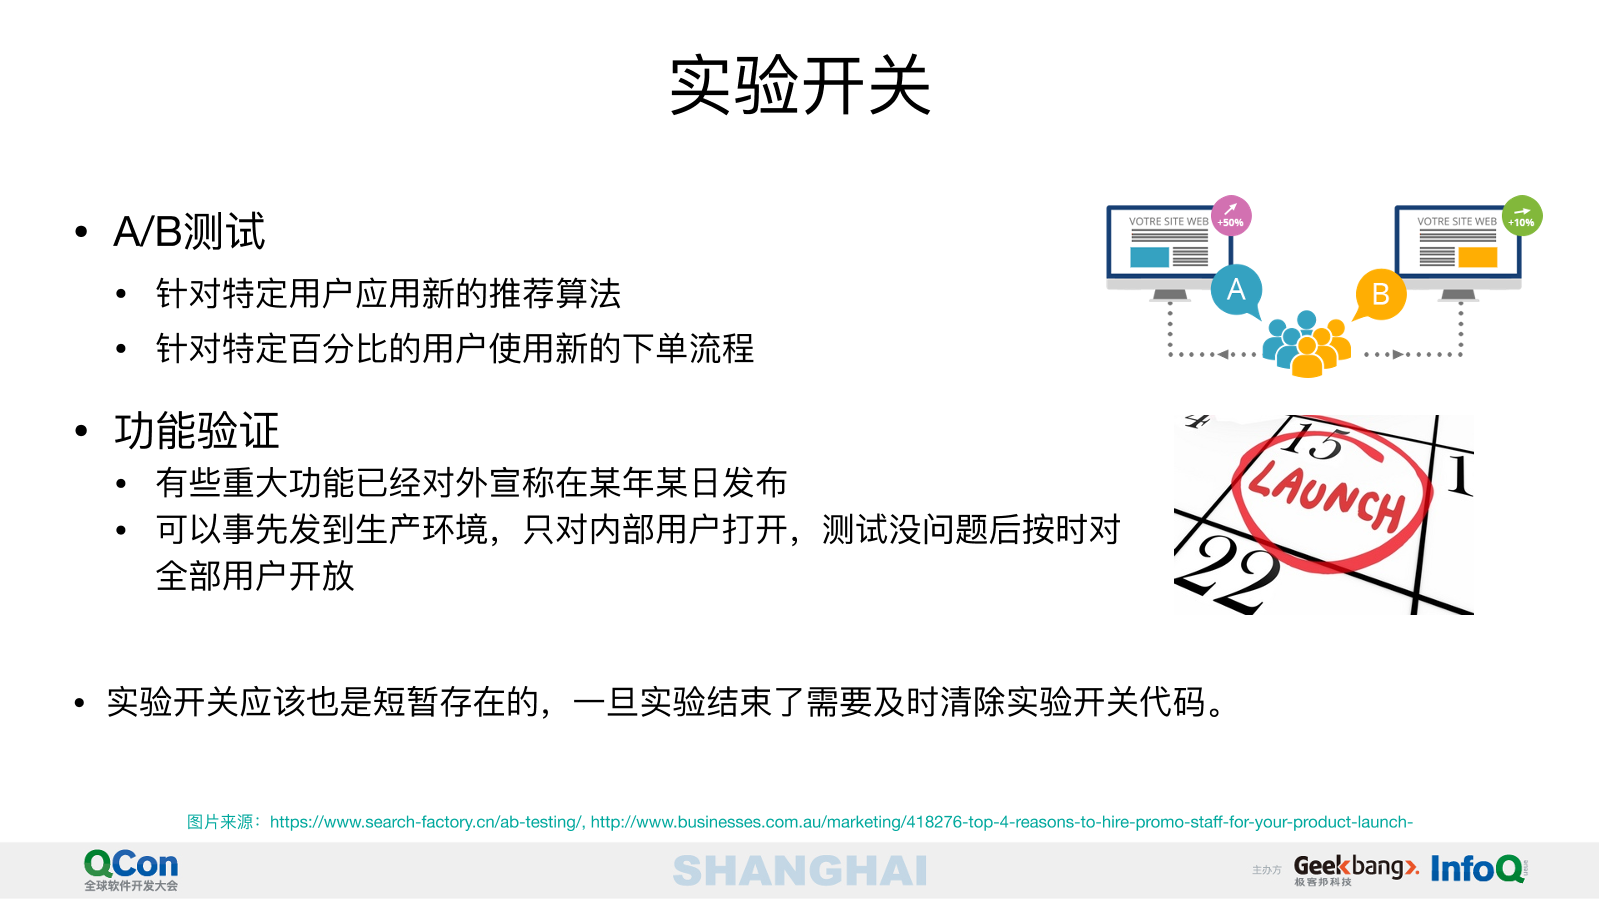 实验开关
• A/B测试
• 针对特定用户应用新的推荐算法
• 针对特定百分比的用户使用新的下单流程
VOTRE SITE WEB
+50%
A
VOTRE SITE WEB
+10%
B
• 功能验证
• 有些重大功能已经对外宣称在某年某日发布
• 可以事先发到生产环境，只对内部用户打开，测试没问题后按时对
全部用户开放
4
15
1
LAUNCH
22
• 实验开关应该也是短暂存在的，一旦实验结束了需要及时清除实验开关代码。
图片来源：https://www.search-factory.cn/ab-testing/, http://www.businesses.com.au/marketing/418276-top-4-reasons-to-hire-promo-staff-for-your-product-launch-
QCon
全球软件开发大会
SHANGHAI
主办方
Geekbang>.
极客邦科技
InfoQ